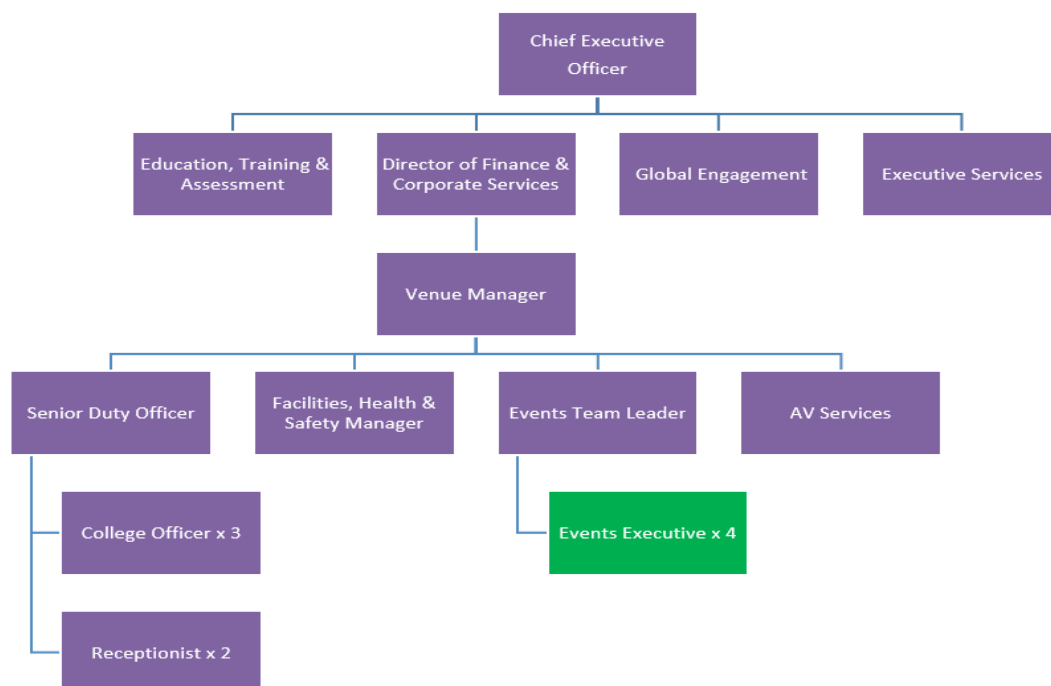 Chief Executive
Officer
Education, Training &
Assessment
Director of Finance &
Corporate Services
Global Engagement
Executive Services
Venue Manager
Senior Duty Officer
Facilities, Health &
Safety Manager
Events Team Leader
AV Services
College Officer x 3
Events Executive x 4
Receptionist x 2